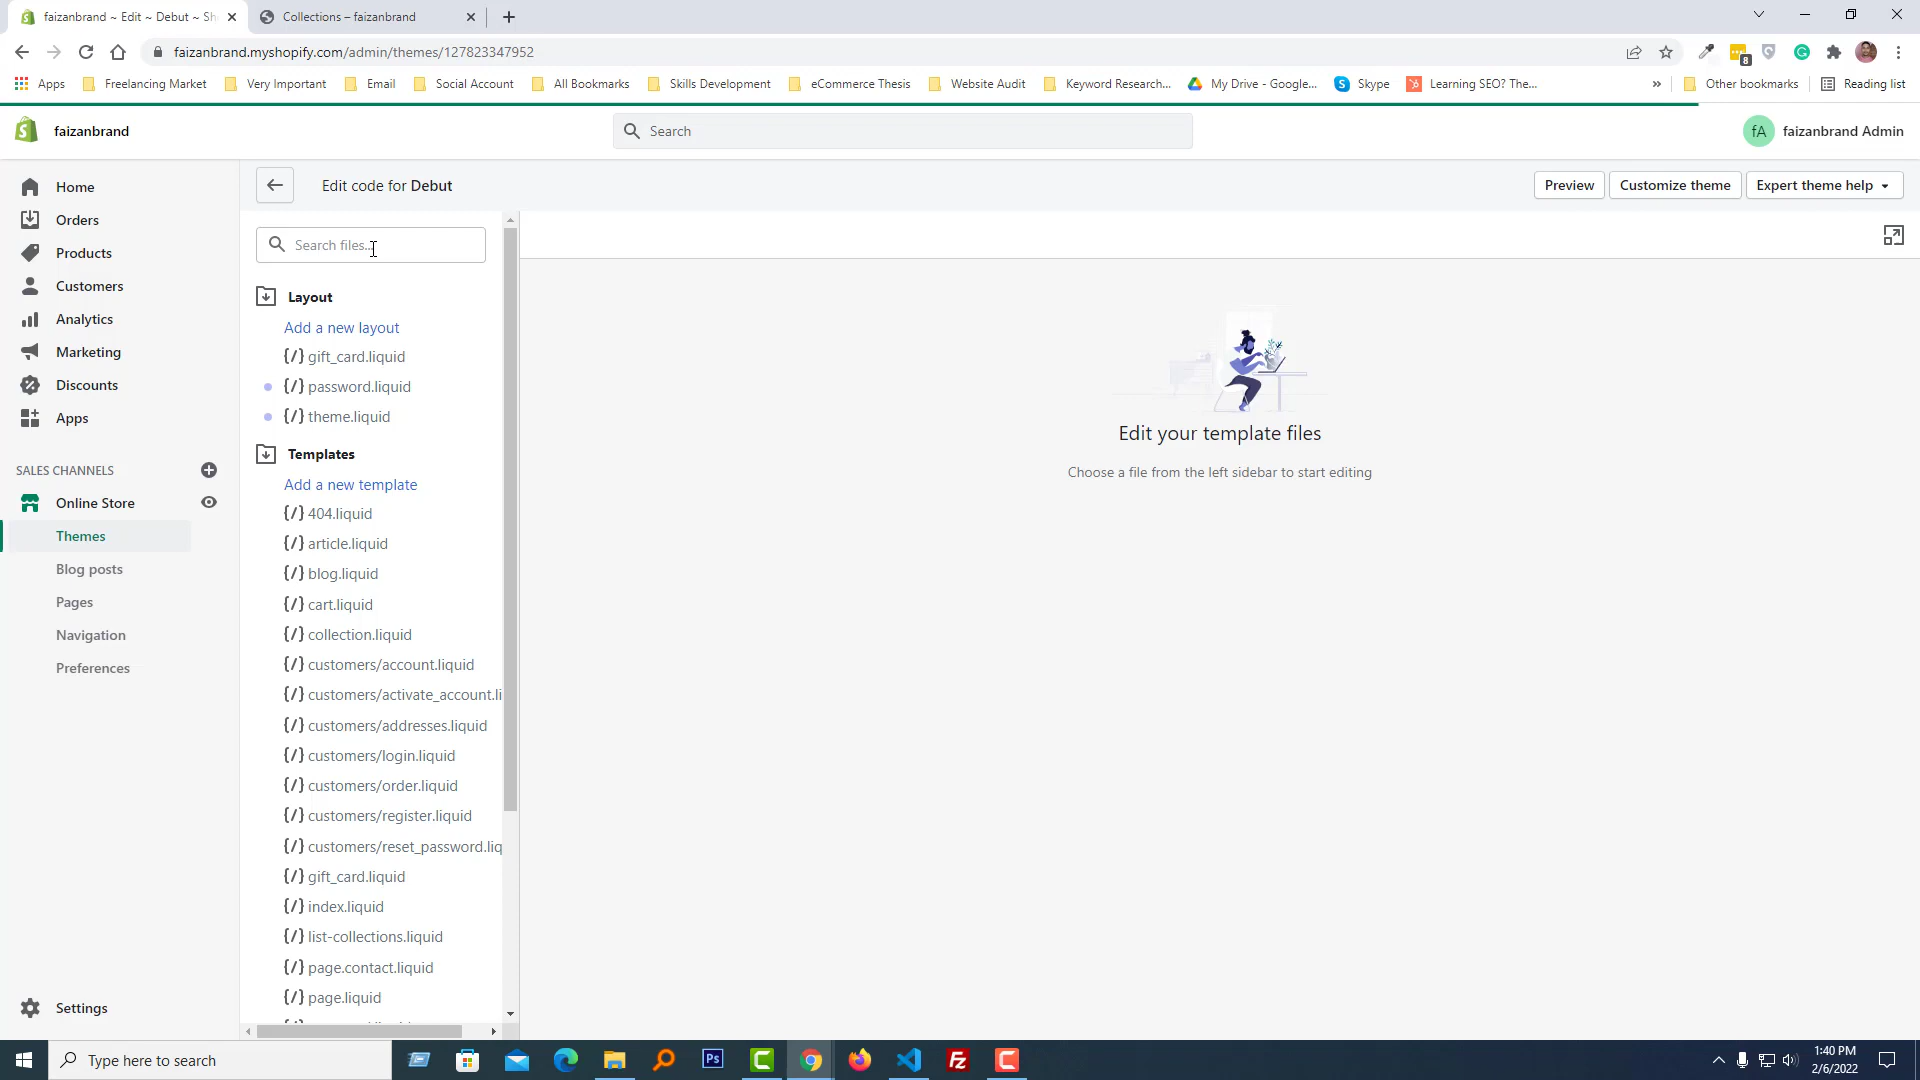 faizanbrand ~ Edit ~ Debut ~ Sh
Collections – faizanbrand
faizanbrand.myshopify.com/admin/themes/127823347952
8
Apps
Freelancing Market
Very Important
Email
Social Account
All Bookmarks
Skills Development
eCommerce Thesis
Website Audit
Keyword Research...
My Drive - Google...
Skype
Learning SEO? The...
»
Other bookmarks
Reading list
faizanbrand
Search
fA
faizanbrand Admin
Home
Orders
Products
Customers
Analytics
Marketing
Discounts
Apps
SALES CHANNELS
Online Store
Themes
Blog posts
Pages
Navigation
Preferences
Settings
Edit code for Debut
Preview
Customize theme
Expert theme help
Search files...
Layout
Add a new layout
{/} gift_card.liquid
{/} password.liquid
{/} theme.liquid
Templates
Add a new template
{/} 404.liquid
{/} article.liquid
{/} blog.liquid
{/} cart.liquid
{/} collection.liquid
{/} customers/account.liquid
{/} customers/activate_account.li
{/} customers/addresses.liquid
{/} customers/login.liquid
{/} customers/order.liquid
{/} customers/register.liquid
{/} customers/reset_password.liq
{/} gift_card.liquid
{/} index.liquid
{/} list-collections.liquid
{/} page.contact.liquid
{/} page.liquid
Edit your template files
Choose a file from the left sidebar to start editing
Type here to search
Ps
Fz
1:40 PM
2/6/2022